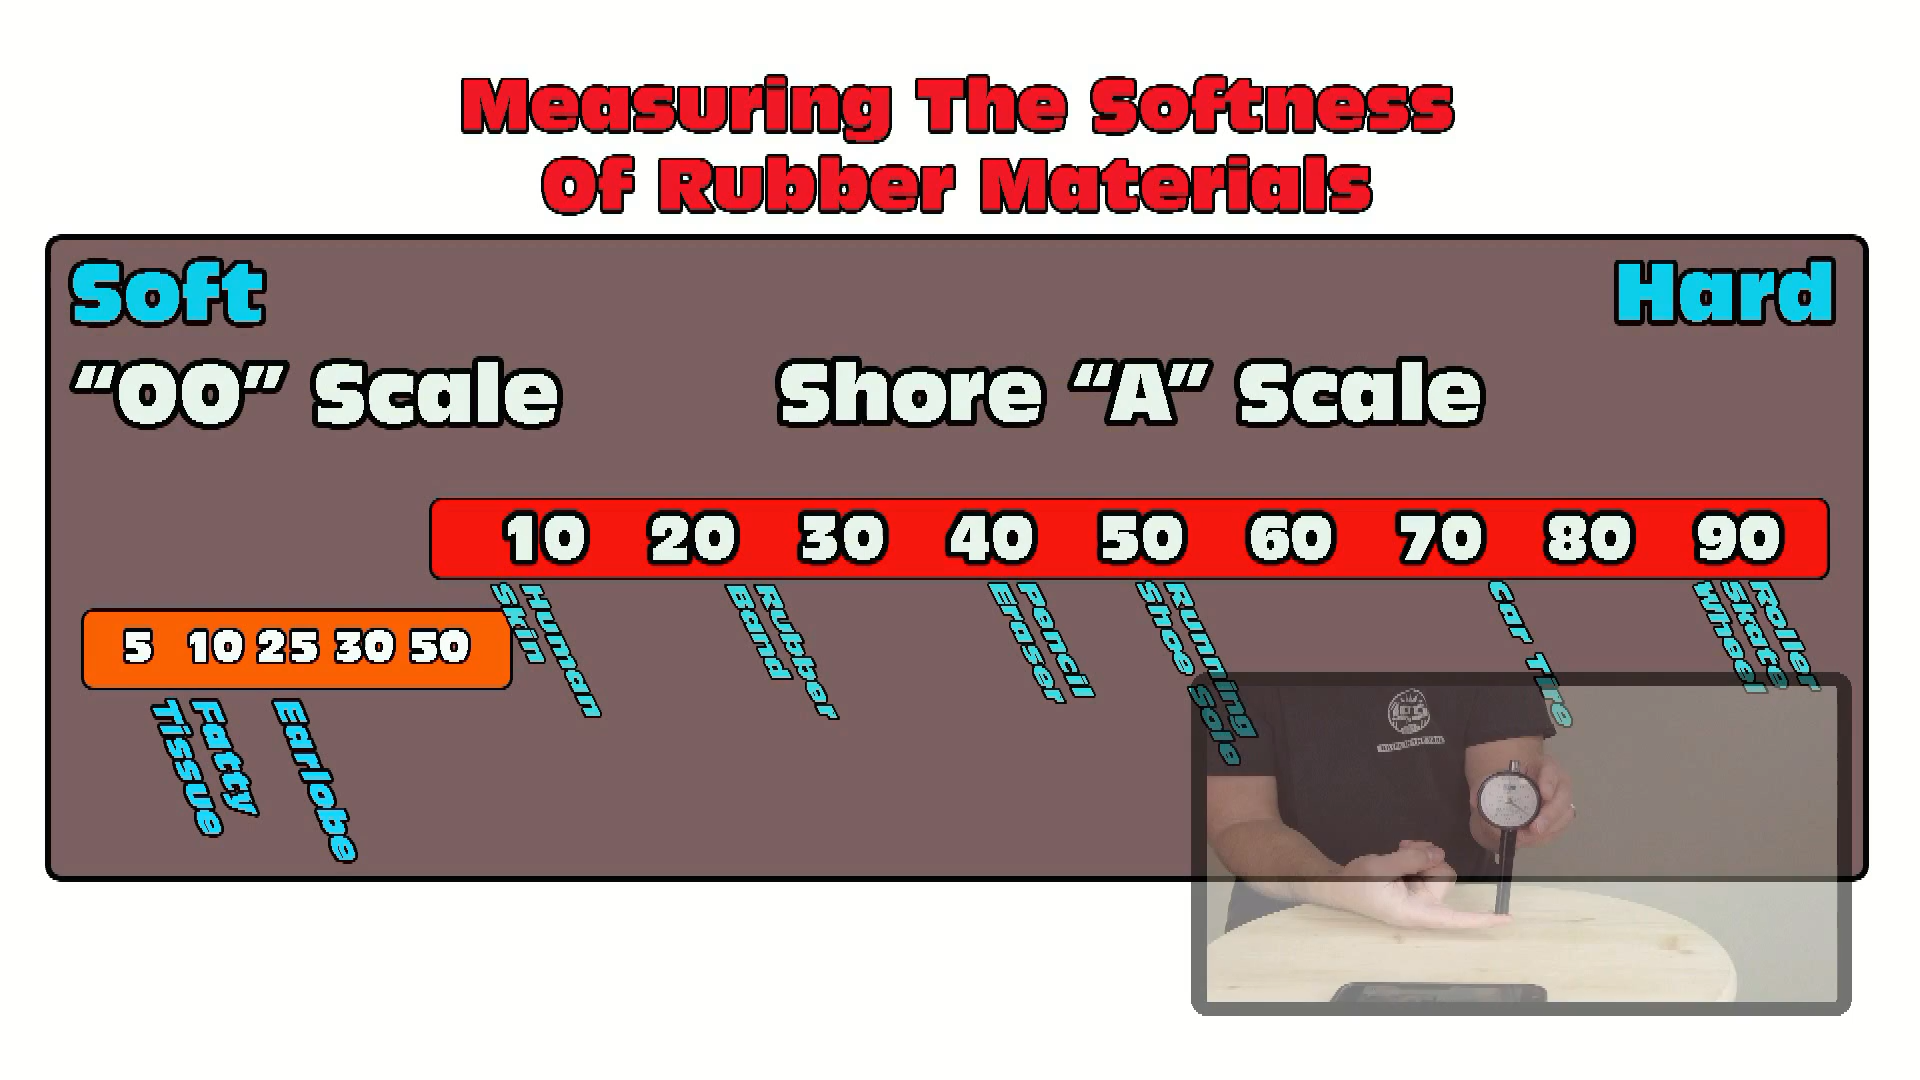 Measuring The Softness
Of Rubber Materials
Soft
Hard
“00” Scale
Shore “A” Scale
10 20 30 40 50 60 70 80 90
Human
Skin
Rubber
Band
Pencil
Eraser
Running
Shoe Sole
Car Tire
Roller
Skate
Wheel
5 10 25 30 50
Fatty
Tissue
Earlobe